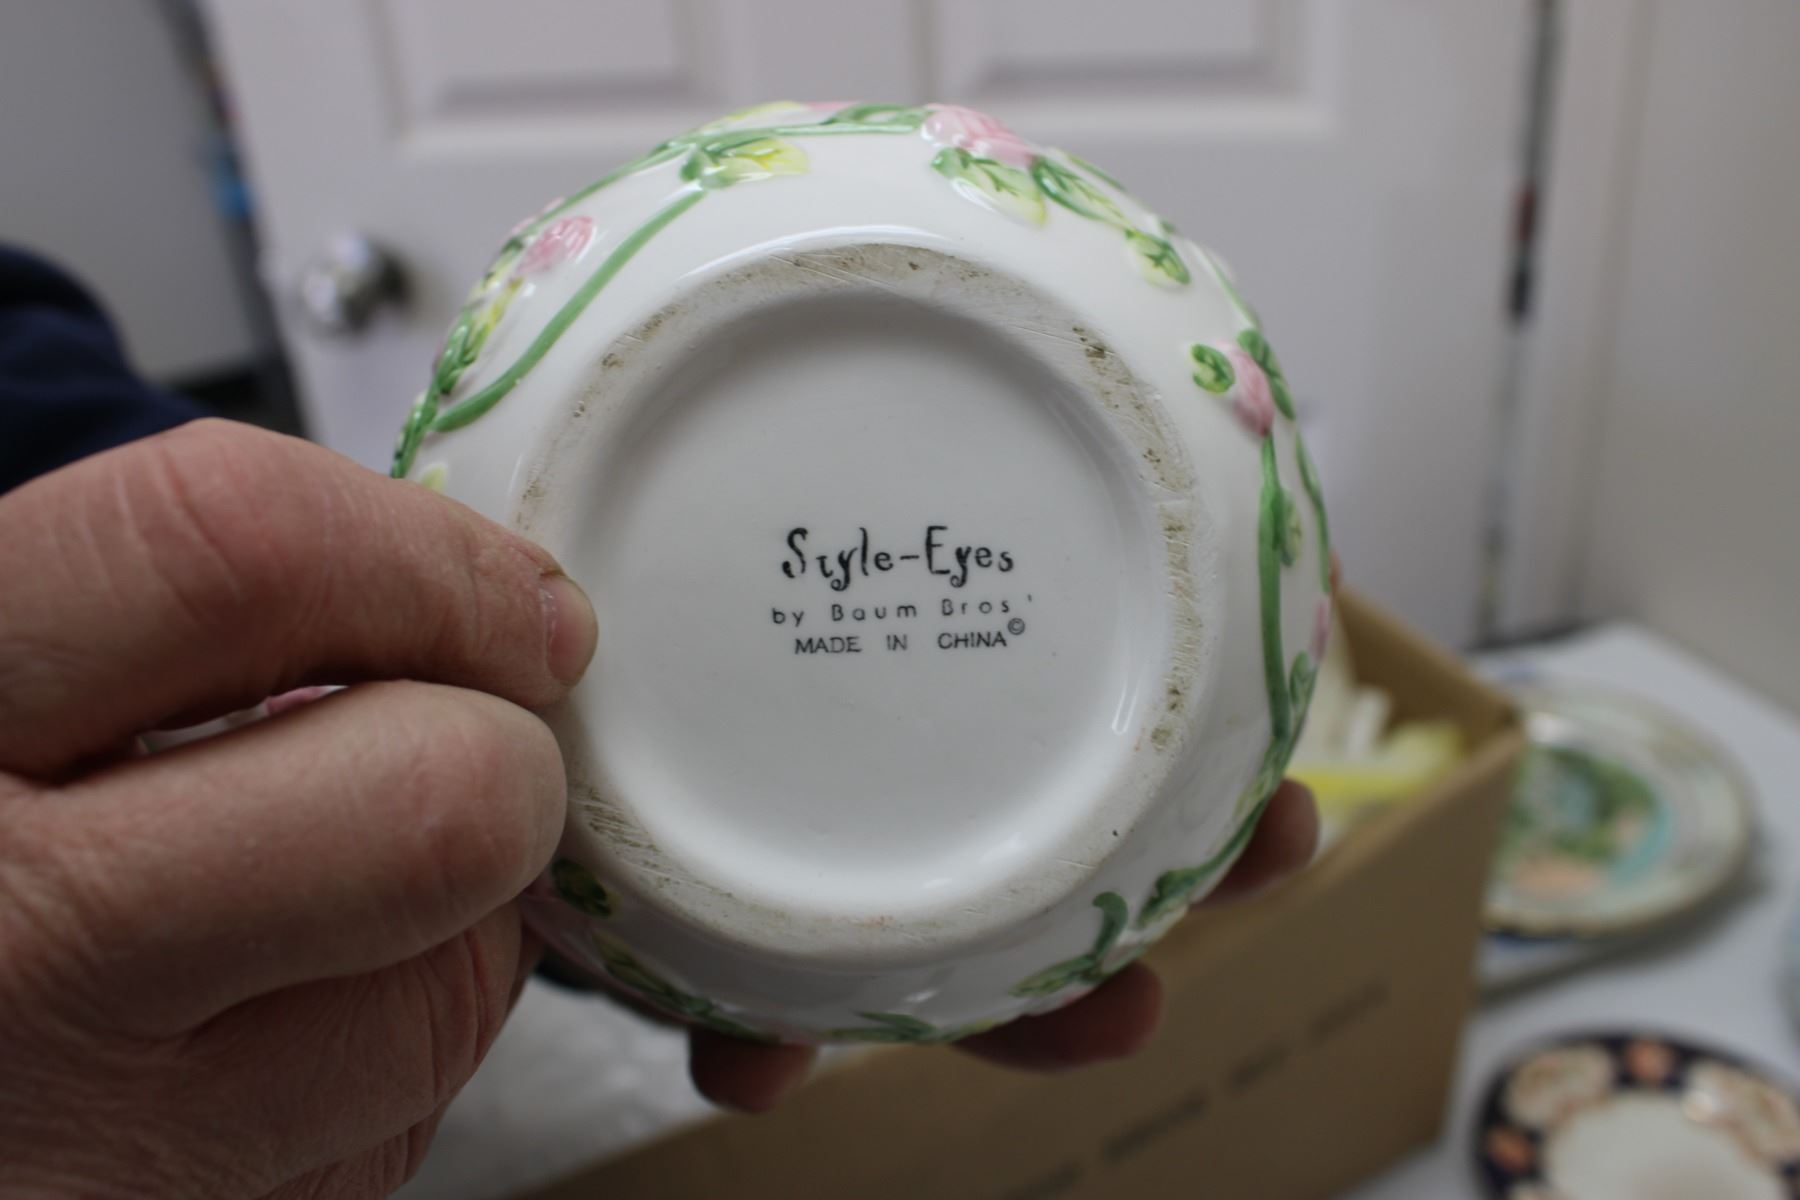 Style-Eyes
by Baum Bros'
MADE IN CHINA©